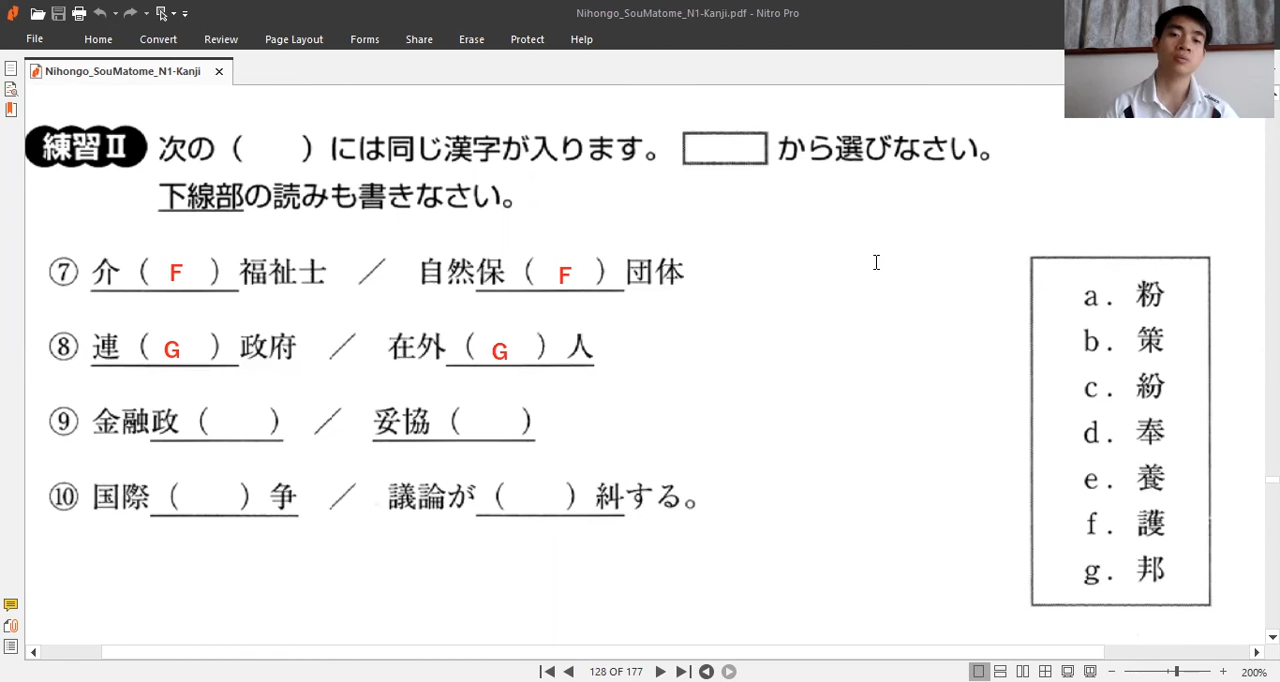 Nihongo_SouMatome_N1-Kanji.pdf - Nitro Pro
File Home Convert Review Page Layout Forms Share Erase Protect Help
Nihongo_SouMatome_N1-Kanji ×
練習Ⅱ 次の（　）には同じ漢字が入ります。 から選びなさい。
下線部の読みも書きなさい。
⑦ 介（ F ）福祉士 ／ 自然保（ F ）団体
⑧ 連（ G ）政府 ／ 在外（ G ）人
⑨ 金融政（　） ／ 妥協（　）
⑩ 国際（　）争 ／ 議論が（　）糾する。
a. 粉
b. 策
c. 紛
d. 奉
e. 養
f. 護
g. 邦
128 OF 177
200%